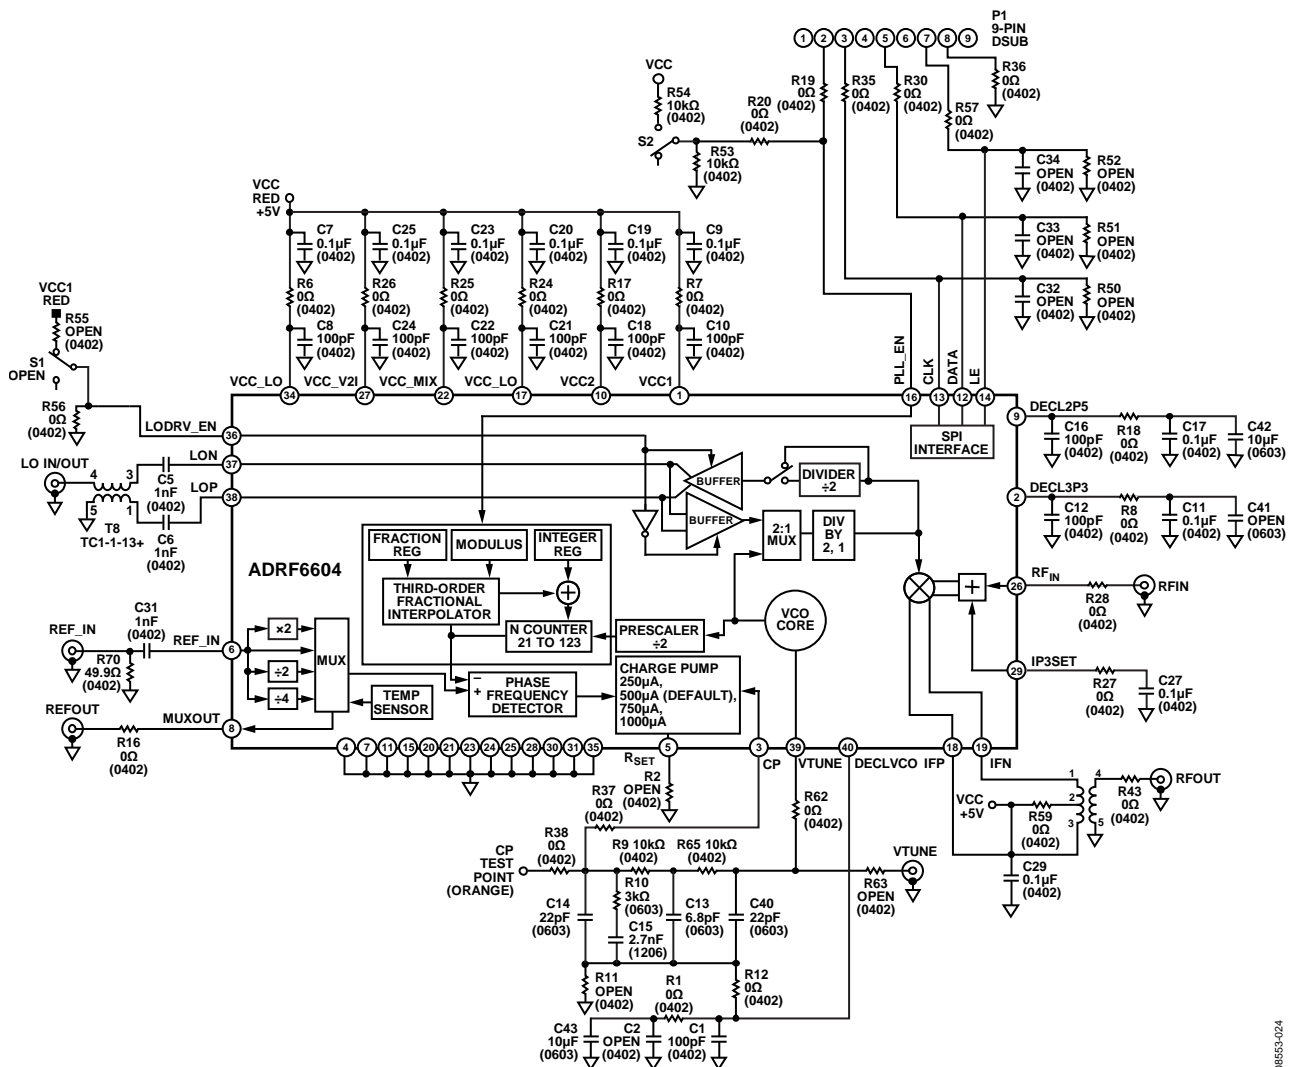 P1
9-PIN
DSUB
1 2 3 4 5 6 7 8 9
R36
0Ω
(0402)
R19
0Ω
(0402)
R35
0Ω
(0402)
R30
0Ω
(0402)
R57
0Ω
(0402)
VCC
R54
10kΩ
(0402)
R20
0Ω
(0402)
S2
R53
10kΩ
(0402)
C34
OPEN
(0402)
R52
OPEN
(0402)
C33
OPEN
(0402)
R51
OPEN
(0402)
C32
OPEN
(0402)
R50
OPEN
(0402)
VCC
RED
+5V
C7
0.1µF
(0402)
C25
0.1µF
(0402)
C23
0.1µF
(0402)
C20
0.1µF
(0402)
C19
0.1µF
(0402)
C9
0.1µF
(0402)
R6
0Ω
(0402)
R26
0Ω
(0402)
R25
0Ω
(0402)
R24
0Ω
(0402)
R17
0Ω
(0402)
R7
0Ω
(0402)
C8
100pF
(0402)
C24
100pF
(0402)
C22
100pF
(0402)
C21
100pF
(0402)
C18
100pF
(0402)
C10
100pF
(0402)
VCC1
RED
R55
OPEN
(0402)
S1
OPEN
R56
0Ω
(0402)
VCC_LO
VCC_V2I
VCC_MIX
VCC_LO
VCC2
VCC1
PLL_EN
CLK
DATA
LE
34 27 22 17 10 1 16 13 12 14
SPI
INTERFACE
LODRV_EN
36
LON
37
LOP
38
LO IN/OUT
4 3
5 1
C5
1nF
(0402)
T8
TC1-1-13+
C6
1nF
(0402)
9
DECL2P5
C16
100pF
(0402)
R18
0Ω
(0402)
C17
0.1µF
(0402)
C42
10µF
(0603)
2
DECL3P3
C12
100pF
(0402)
R8
0Ω
(0402)
C11
0.1µF
(0402)
C41
OPEN
(0603)
BUFFER
DIVIDER
÷2
BUFFER
2:1
MUX
DIV
BY
2, 1
ADRF6604
FRACTION
REG
MODULUS
INTEGER
REG
THIRD-ORDER
FRACTIONAL
INTERPOLATOR
+
N COUNTER
21 TO 123
PRESCALER
÷2
VCO
CORE
+
26
RF_IN
R28
0Ω
(0402)
RFIN
29
IP3SET
R27
0Ω
(0402)
C27
0.1µF
(0402)
C31
1nF
(0402)
REF_IN
R70
49.9Ω
(0402)
REF_IN
6
×2
÷2
÷4
MUX
TEMP
SENSOR
−
+
PHASE
FREQUENCY
DETECTOR
CHARGE PUMP
250µA,
500µA (DEFAULT),
750µA,
1000µA
REFOUT
R16
0Ω
(0402)
MUXOUT
8
4 7 11 15 20 21 23 24 25 28 30 31 35
5
RSET
3
CP
39
VTUNE
40
DECLVCO
18
IFP
19
IFN
R2
OPEN
(0402)
R37
0Ω
(0402)
R62
0Ω
(0402)
VCC
+5V
R59
0Ω
(0402)
1
2
3
4
5
R43
0Ω
(0402)
RFOUT
C29
0.1µF
(0402)
CP
TEST
POINT
(ORANGE)
R38
0Ω
(0402)
R9 10kΩ
(0402)
R65 10kΩ
(0402)
VTUNE
R63
OPEN
(0402)
C14
22pF
(0603)
R10
3kΩ
(0603)
C15
2.7nF
(1206)
C13
6.8pF
(0603)
C40
22pF
(0603)
R11
OPEN
(0402)
R12
0Ω
(0402)
R1
0Ω
(0402)
C43
10µF
(0603)
C2
OPEN
(0402)
C1
100pF
(0402)
08553-024